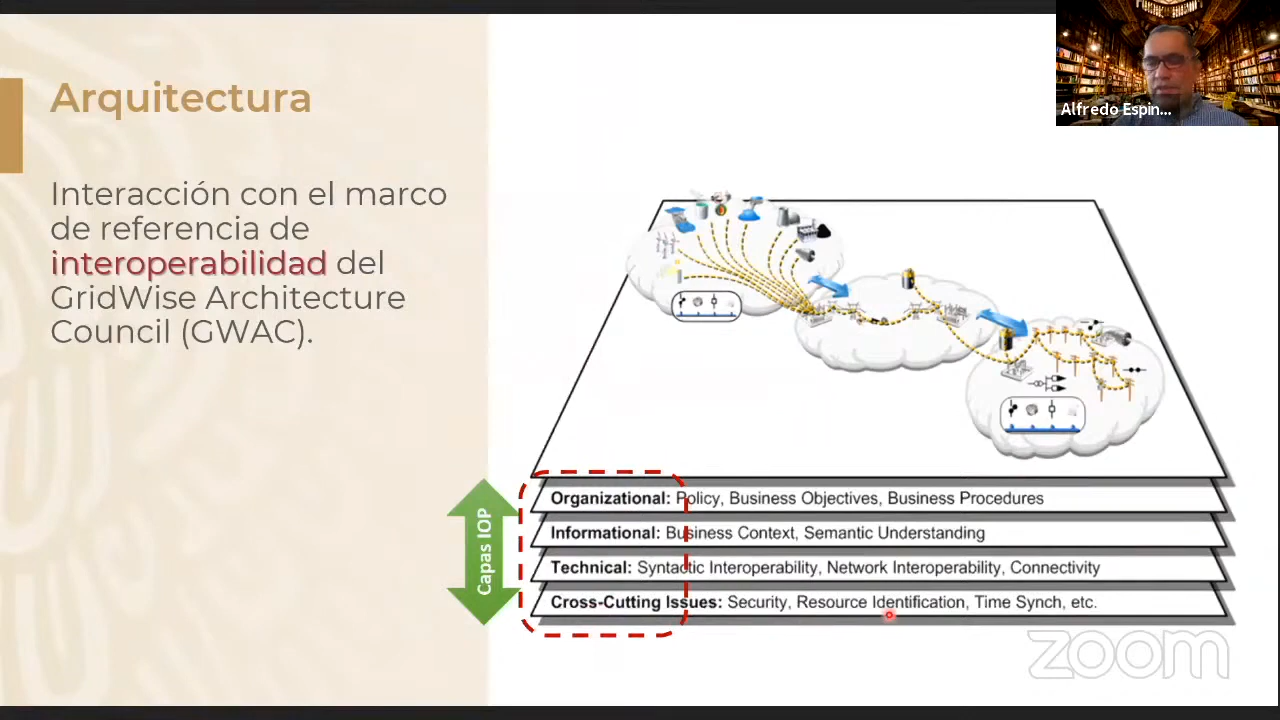 Arquitectura
Interacción con el marco
de referencia de
interoperabilidad del
GridWise Architecture
Council (GWAC).
Alfredo Espin...
Capas IOP
Organizational: Policy, Business Objectives, Business Procedures
Informational: Business Context, Semantic Understanding
Technical: Syntactic Interoperability, Network Interoperability, Connectivity
Cross-Cutting Issues: Security, Resource Identification, Time Synch, etc.
zoom